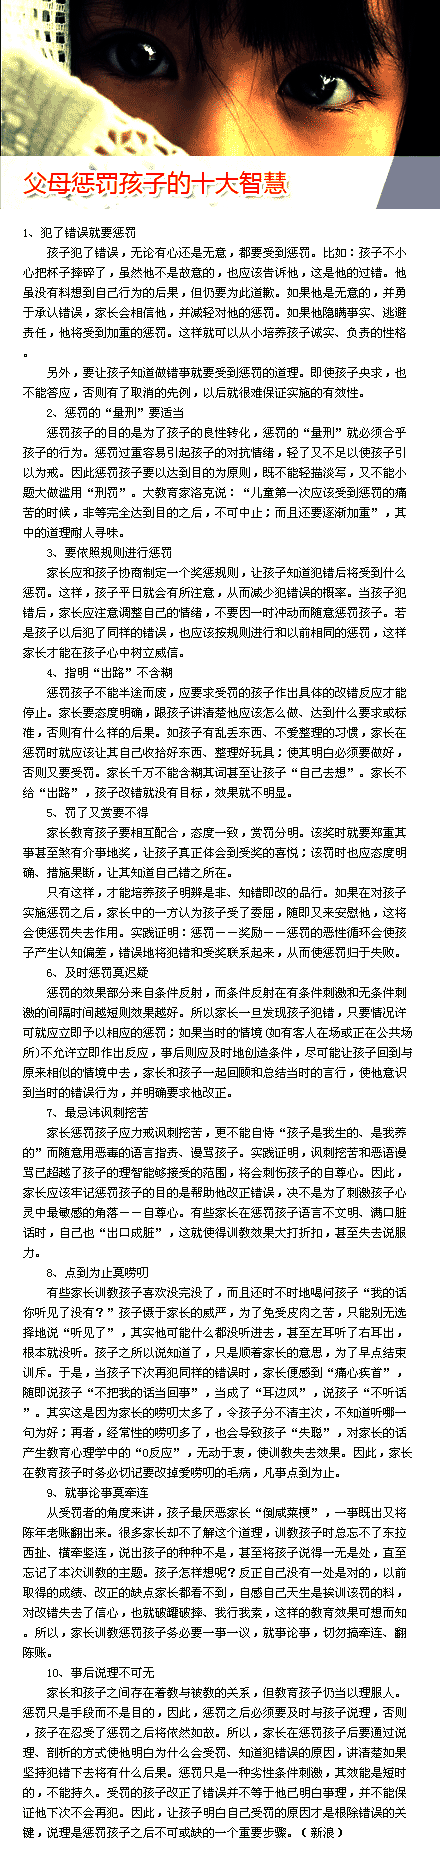 父母惩罚孩子的十大智慧
1、犯了错误就要惩罚
孩子犯了错误，无论有心还是无意，都要受到惩罚。比如：孩子不小
心把杯子摔碎了，虽然他不是故意的，也应该告诉他，这是他的过错。他
虽没有料想到自己行为的后果，但仍要为此道歉。如果他是无意的，并勇
于承认错误，家长会相信他，并减轻对他的惩罚。如果他隐瞒事实、逃避
责任，他将受到加重的惩罚。这样就可以从小培养孩子诚实、负责的性格
。
另外，要让孩子知道做错事就要受到惩罚的道理。即使孩子央求，也
不能答应，否则有了取消的先例，以后就很难保证实施的有效性。
2、惩罚的“量刑”要适当
惩罚孩子的目的是为了孩子的良性转化，惩罚的“量刑”就必须合乎
孩子的行为。惩罚过重容易引起孩子的对抗情绪，轻了又不足以使孩子引
以为戒。因此惩罚孩子要以达到目的为原则，既不能轻描淡写，又不能小
题大做滥用“刑罚”。大教育家洛克说：“儿童第一次应该受到惩罚的痛
苦的时候，非等完全达到目的之后，不可中止；而且还要逐渐加重”，其
中的道理耐人寻味。
3、要依照规则进行惩罚
家长应和孩子协商制定一个奖惩规则，让孩子知道犯错后将受到什么
惩罚。这样，孩子平日就会有所注意，从而减少犯错误的概率。当孩子犯
错后，家长应注意调整自己的情绪，不要因一时冲动而随意惩罚孩子。若
是孩子以后犯了同样的错误，也应该按规则进行和以前相同的惩罚，这样
家长才能在孩子心中树立威信。
4、指明“出路”不含糊
惩罚孩子不能半途而废，应要求受罚的孩子作出具体的改错反应才能
停止。家长要态度明确，跟孩子讲清楚他应该怎么做、达到什么要求或标
准，否则有什么样的后果。如孩子有乱丢东西、不爱整理的习惯，家长在
惩罚时就应该让其自己收拾好东西、整理好玩具；使其明白必须要做好，
否则又要受罚。家长千万不能含糊其词甚至让孩子“自己去想”。家长不
给“出路”，孩子改错就没有目标，效果就不明显。
5、罚了又赏要不得
家长教育孩子要相互配合，态度一致，赏罚分明。该奖时就要郑重其
事甚至煞有介事地奖，让孩子真正体会到受奖的喜悦；该罚时也应态度明
确、措施果断，让其知道自己错之所在。
只有这样，才能培养孩子明辨是非、知错即改的品行。如果在对孩子
实施惩罚之后，家长中的一方认为孩子受了委屈，随即又来安慰他，这将
会使惩罚失去作用。实践证明：惩罚－－奖励－－惩罚的恶性循环会使孩
子产生认知偏差，错误地将犯错和受奖联系起来，从而使惩罚归于失败。
6、及时惩罚莫迟疑
惩罚的效果部分来自条件反射，而条件反射在有条件刺激和无条件刺
激的间隔时间越短则效果越好。所以家长一旦发现孩子犯错，只要情况许
可就应立即予以相应的惩罚；如果当时的情境(如有客人在场或正在公共场
所)不允许立即作出反应，事后则应及时地创造条件，尽可能让孩子回到与
原来相似的情境中去，家长和孩子一起回顾和总结当时的言行，使他意识
到当时的错误行为，并明确要求他改正。
7、最忌讳讽刺挖苦
家长惩罚孩子应力戒讽刺挖苦，更不能自恃“孩子是我生的、是我养
的”而随意用恶毒的语言指责、谩骂孩子。实践证明，讽刺挖苦和恶语谩
骂已超越了孩子的理智能够接受的范围，将会刺伤孩子的自尊心。因此，
家长应该牢记惩罚孩子的目的是帮助他改正错误，决不是为了刺激孩子心
灵中最敏感的角落－－自尊心。有些家长在惩罚孩子语言不文明、满口脏
话时，自己也“出口成脏”，这就使得训教效果大打折扣，甚至失去说服
力。
8、点到为止莫唠叨
有些家长训教孩子喜欢没完没了，而且还时不时地喝问孩子“我的话
你听见了没有？”孩子慑于家长的威严，为了免受皮肉之苦，只能别无选
择地说“听见了”，其实他可能什么都没听进去，甚至左耳听了右耳出，
根本就没听。孩子之所以说知道了，只是顺着家长的意思，为了早点结束
训斥。于是，当孩子下次再犯同样的错误时，家长便感到“痛心疾首”，
随即说孩子“不把我的话当回事”，当成了“耳边风”，说孩子“不听话
”。其实这是因为家长的唠叨太多了，令孩子分不清主次，不知道听哪一
句为好；再者，经常性的唠叨多了，也会导致孩子“失聪”，对家长的话
产生教育心理学中的“0反应”，无动于衷，使训教失去效果。因此，家长
在教育孩子时务必切记要改掉爱唠叨的毛病，凡事点到为止。
9、就事论事莫牵连
从受罚者的角度来讲，孩子最厌恶家长“倒咸菜梗”，一事既出又将
陈年老账翻出来。很多家长却不了解这个道理，训教孩子时总忘不了东拉
西扯、横牵竖连，说出孩子的种种不是，甚至将孩子说得一无是处，直至
忘记了本次训教的主题。孩子怎样想呢？反正自己没有一处是对的，以前
取得的成绩、改正的缺点家长都看不到，自感自己天生是挨训该罚的料，
对改错失去了信心，也就破罐破摔、我行我素，这样的教育效果可想而知
。所以，家长训教惩罚孩子务必要一事一议，就事论事，切勿搞牵连、翻
陈账。
10、事后说理不可无
家长和孩子之间存在着教与被教的关系，但教育孩子仍当以理服人。
惩罚只是手段而不是目的，因此，惩罚之后必须要及时与孩子说理，否则
，孩子在忍受了惩罚之后将依然如故。所以，家长在惩罚孩子后要通过说
理、剖析的方式使他明白为什么会受罚、知道犯错误的原因，讲清楚如果
坚持犯错下去将有什么后果。惩罚只是一种劣性条件刺激，其效能是短时
的，不能持久。受罚的孩子改正了错误并不等于他已明白事理，并不能保
证他下次不会再犯。因此，让孩子明白自己受罚的原因才是根除错误的关
键，说理是惩罚孩子之后不可或缺的一个重要步骤。（新浪）